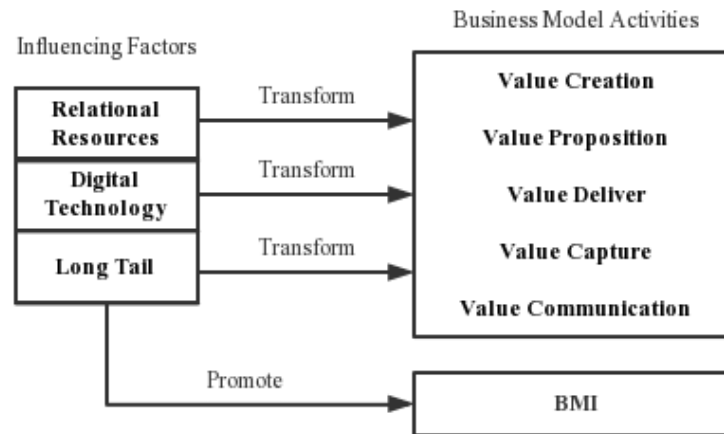 Business Model Activities
Influencing Factors
Relational
Resources
Digital
Technology
Long Tail
Transform
Transform
Transform
Value Creation
Value Proposition
Value Deliver
Value Capture
Value Communication
Promote
BMI